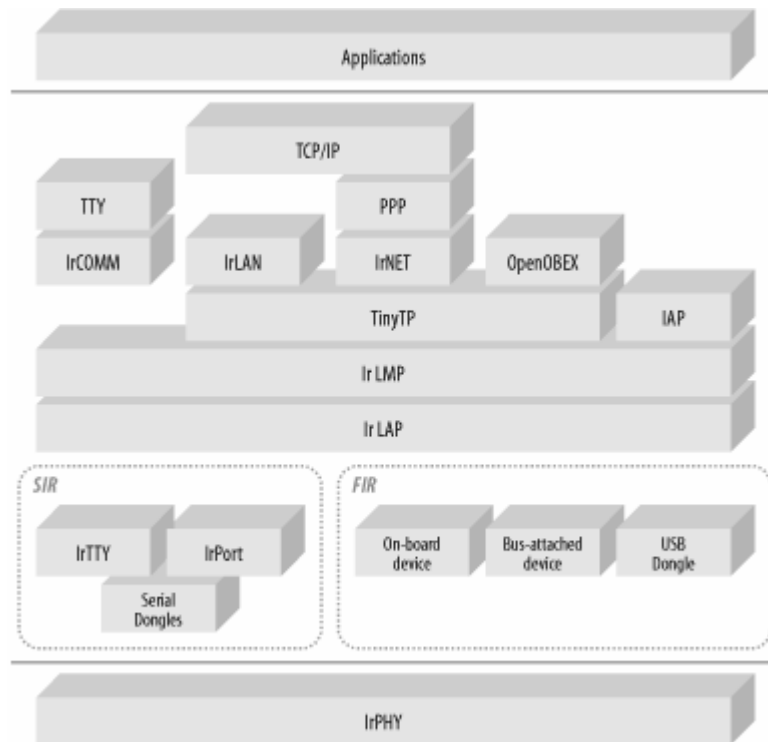 Applications
TCP/IP
TTY
PPP
IrCOMM
IrLAN
IrNET
OpenOBEX
TinyTP
IAP
Ir LMP
Ir LAP
SIR
FIR
IrTTY
IrPort
On-board
device
Bus-attached
device
USB
Dongle
Serial
Dongles
IrPHY